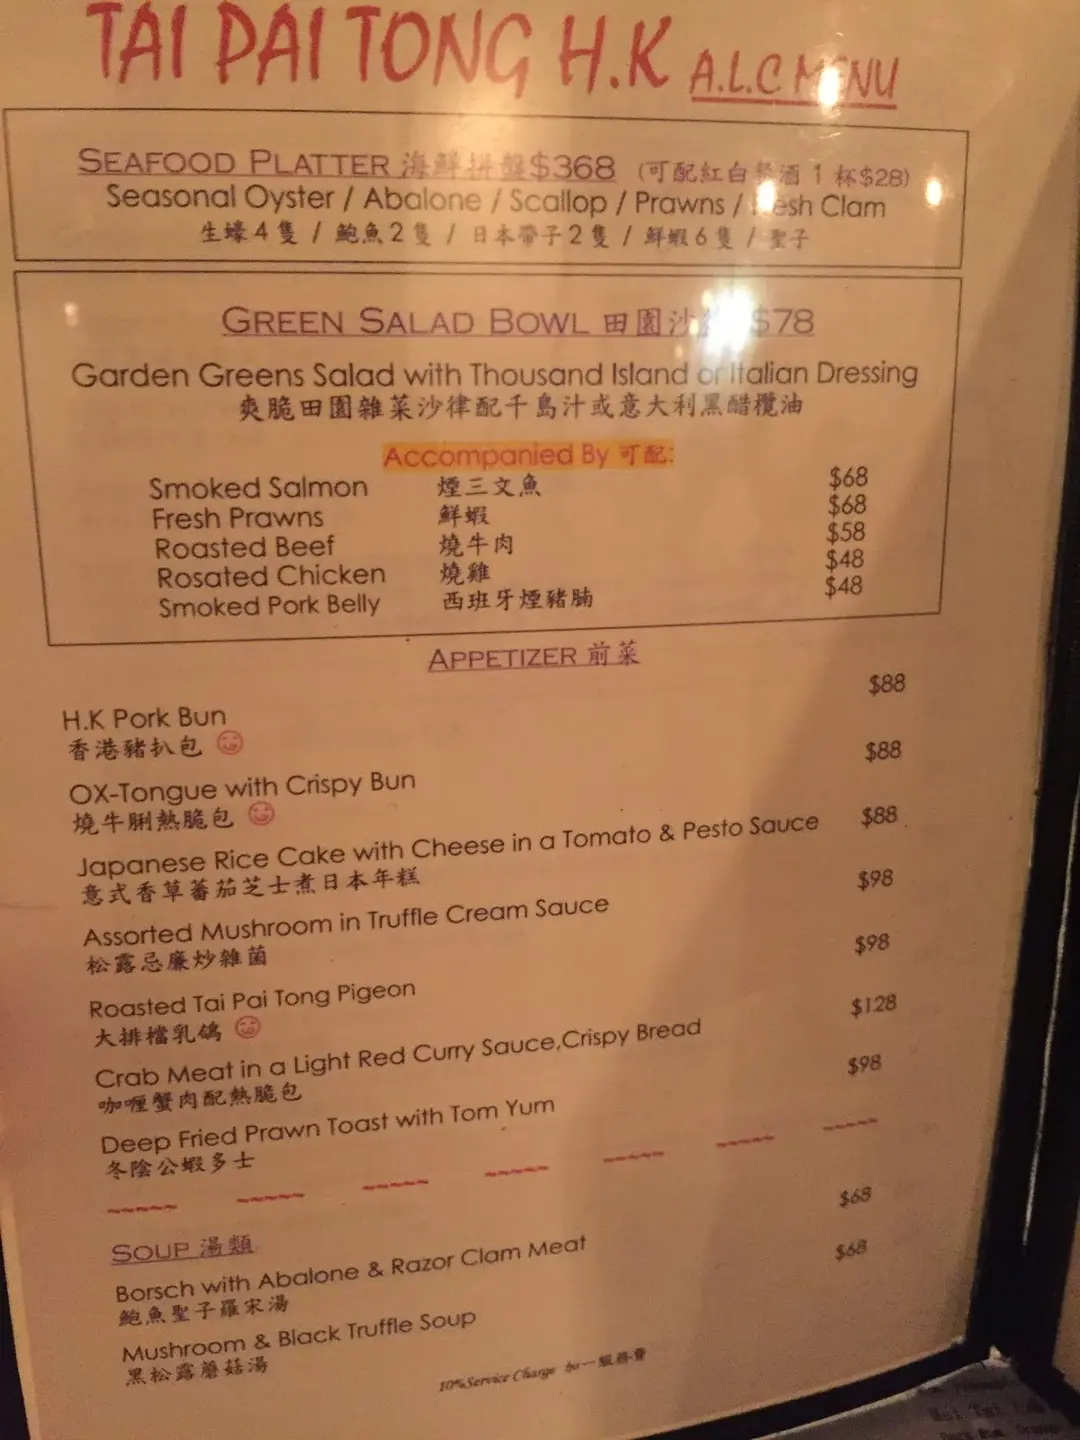 TAI PAI TONG H.K A.L.C MENU
SEAFOOD PLATTER 海鮮拼盤$368 (可配紅白餐酒 1 杯$28)
Seasonal Oyster / Abalone / Scallop / Prawns / Fresh Clam
生蠔4隻 / 鮑魚2隻 / 日本帶子2隻 / 鮮蝦6隻 / 聖子
GREEN SALAD BOWL 田園沙 $78
Garden Greens Salad with Thousand Island or Italian Dressing
爽脆田園雜菜沙律配千島汁或意大利黑醋欖油
Accompanied By 可配:
Smoked Salmon 煙三文魚 $68
Fresh Prawns 鮮蝦 $68
Roasted Beef 燒牛肉 $58
Rosated Chicken 燒雞 $48
Smoked Pork Belly 西班牙煙豬腩 $48
APPETIZER 前菜
H.K Pork Bun $88
香港豬扒包
OX-Tongue with Crispy Bun $88
燒牛脷熱脆包
Japanese Rice Cake with Cheese in a Tomato & Pesto Sauce $88
意式香草蕃茄芝士煮日本年糕
Assorted Mushroom in Truffle Cream Sauce $98
松露忌廉炒雜菌
Roasted Tai Pai Tong Pigeon $98
大排檔乳鴿
Crab Meat in a Light Red Curry Sauce,Crispy Bread $128
咖喱蟹肉配熱脆包
Deep Fried Prawn Toast with Tom Yum $98
冬陰公蝦多士
~~~~~ ~~~~~ ~~~~~ ~~~~~ ~~~~~ ~~~~~ ~~~~~
SOUP 湯類
Borsch with Abalone & Razor Clam Meat $68
鮑魚聖子羅宋湯
Mushroom & Black Truffle Soup $68
黑松露蘑菇湯
10%Service Charge 加一服務費